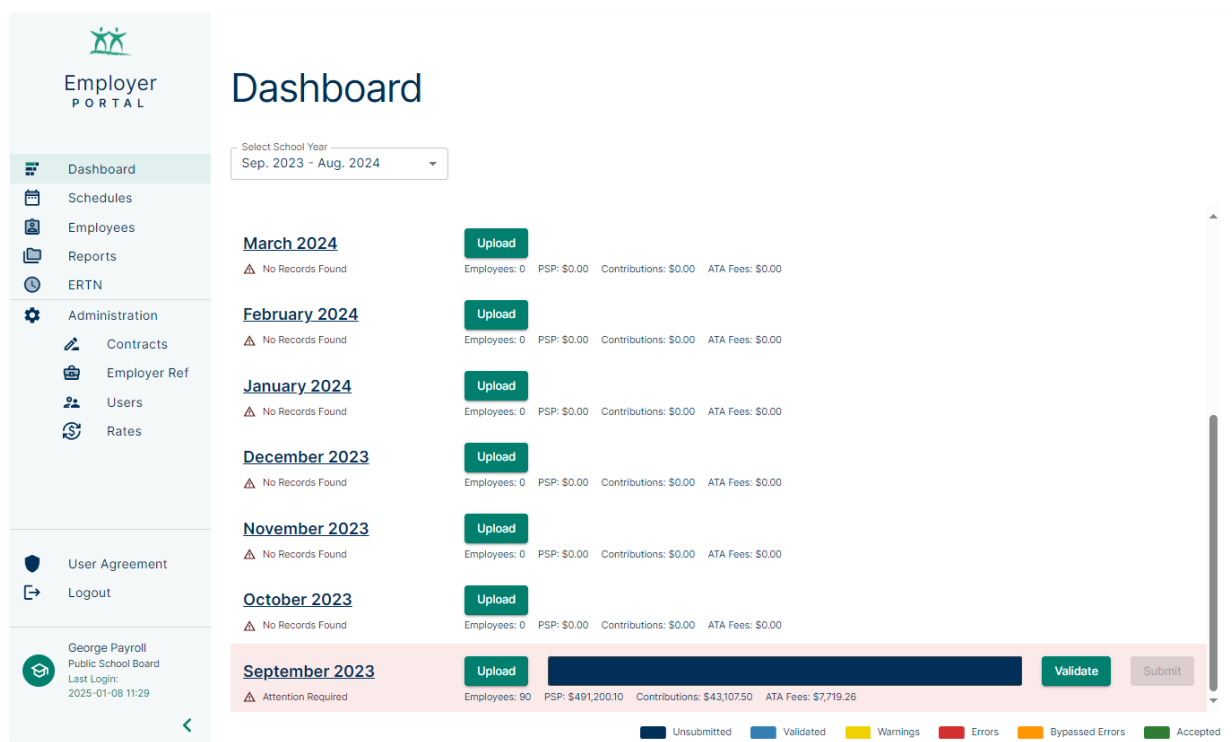 Employer
PORTAL
Dashboard
Schedules
Employees
Reports
ERTN
Administration
Contracts
Employer Ref
Users
Rates
User Agreement
Logout
George Payroll
Public School Board
Last Login:
2025-01-08 11:29
Dashboard
Select School Year
Sep. 2023 - Aug. 2024
March 2024 Upload
No Records Found Employees: 0 PSP: $0.00 Contributions: $0.00 ATA Fees: $0.00
February 2024 Upload
No Records Found Employees: 0 PSP: $0.00 Contributions: $0.00 ATA Fees: $0.00
January 2024 Upload
No Records Found Employees: 0 PSP: $0.00 Contributions: $0.00 ATA Fees: $0.00
December 2023 Upload
No Records Found Employees: 0 PSP: $0.00 Contributions: $0.00 ATA Fees: $0.00
November 2023 Upload
No Records Found Employees: 0 PSP: $0.00 Contributions: $0.00 ATA Fees: $0.00
October 2023 Upload
No Records Found Employees: 0 PSP: $0.00 Contributions: $0.00 ATA Fees: $0.00
September 2023 Upload Validate Submit
Attention Required Employees: 90 PSP: $491,200.10 Contributions: $43,107.50 ATA Fees: $7,719.26
Unsubmitted Validated Warnings Errors Bypassed Errors Accepted